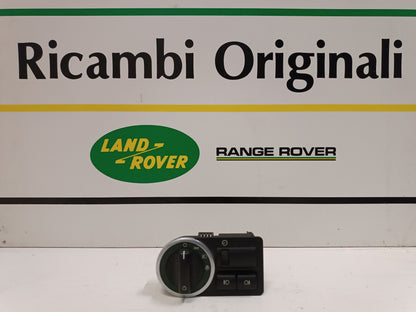 Ricambi Originali
LAND
ROVER
RANGE ROVER